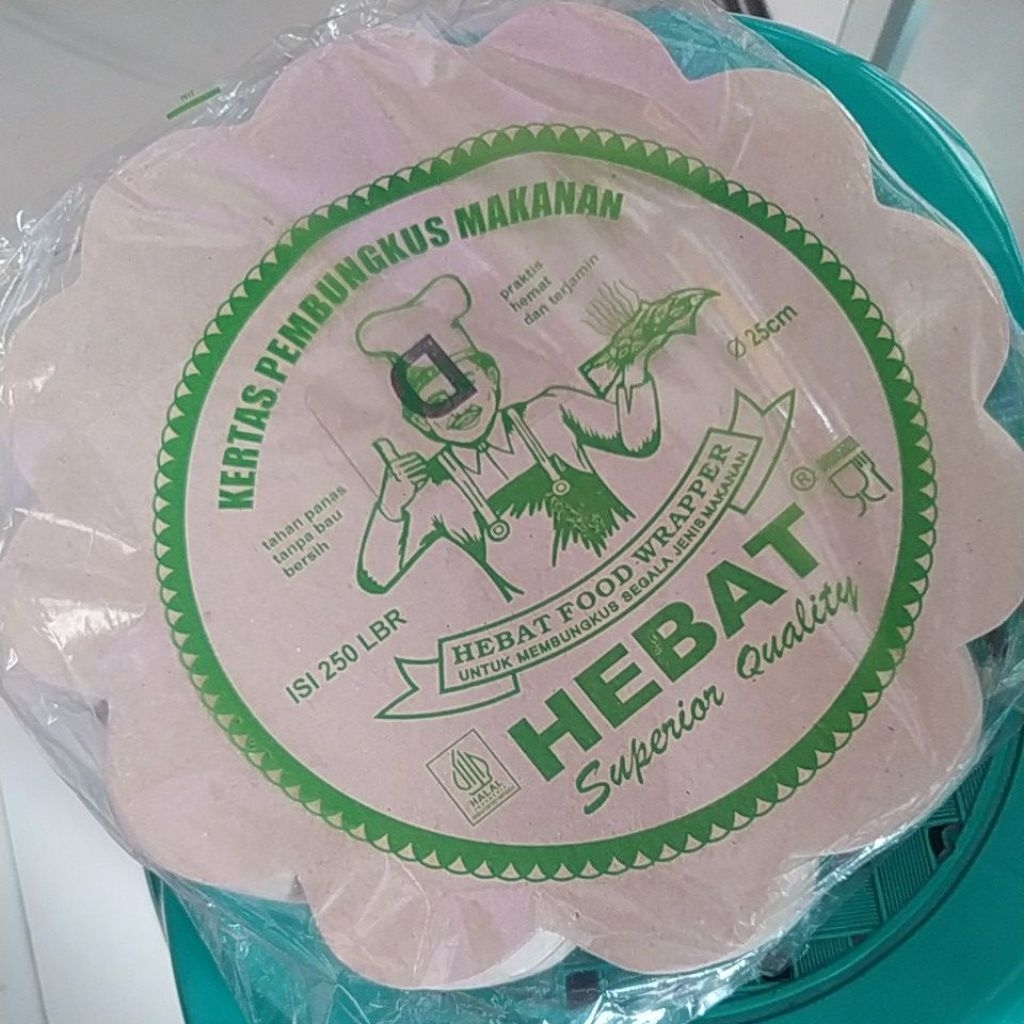 KERTAS PEMBUNGKUS MAKANAN
praktis
hemat
dan terjamin
Ø 25cm
D
tahan panas
tanpa bau
bersih
ISI 250 LBR
HEBAT FOOD WRAPPER
UNTUK MEMBUNGKUS SEGALA JENIS MAKANAN
HEBAT ®
Superior Quality
HALAL